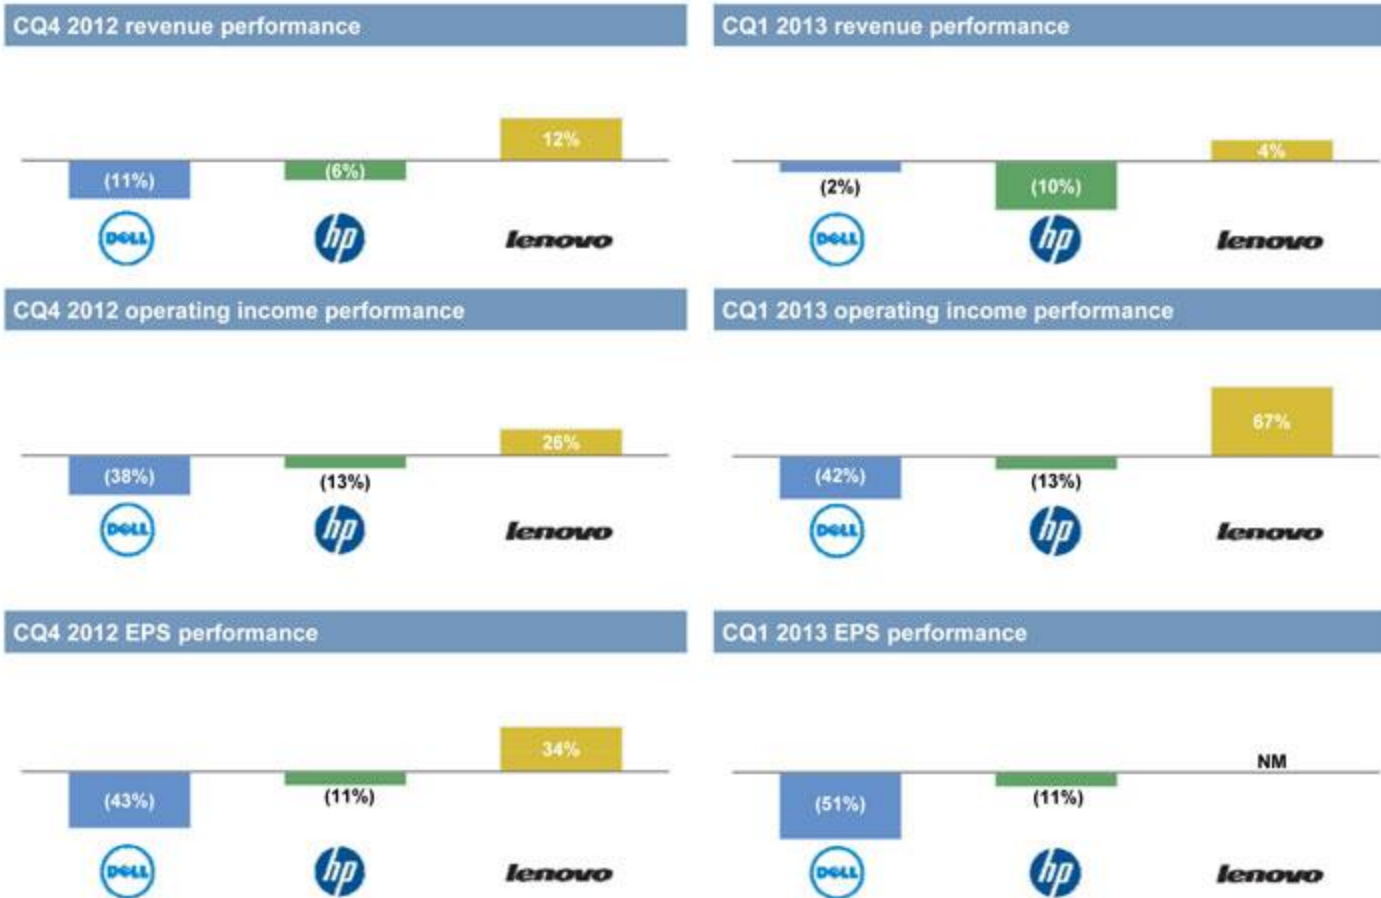 CQ4 2012 revenue performance
12%
(11%)
(6%)
DELL
hp
lenovo
CQ1 2013 revenue performance
4%
(2%)
(10%)
DELL
hp
lenovo
CQ4 2012 operating income performance
26%
(38%)
(13%)
DELL
hp
lenovo
CQ1 2013 operating income performance
67%
(42%)
(13%)
DELL
hp
lenovo
CQ4 2012 EPS performance
34%
(43%)
(11%)
DELL
hp
lenovo
CQ1 2013 EPS performance
NM
(51%)
(11%)
DELL
hp
lenovo